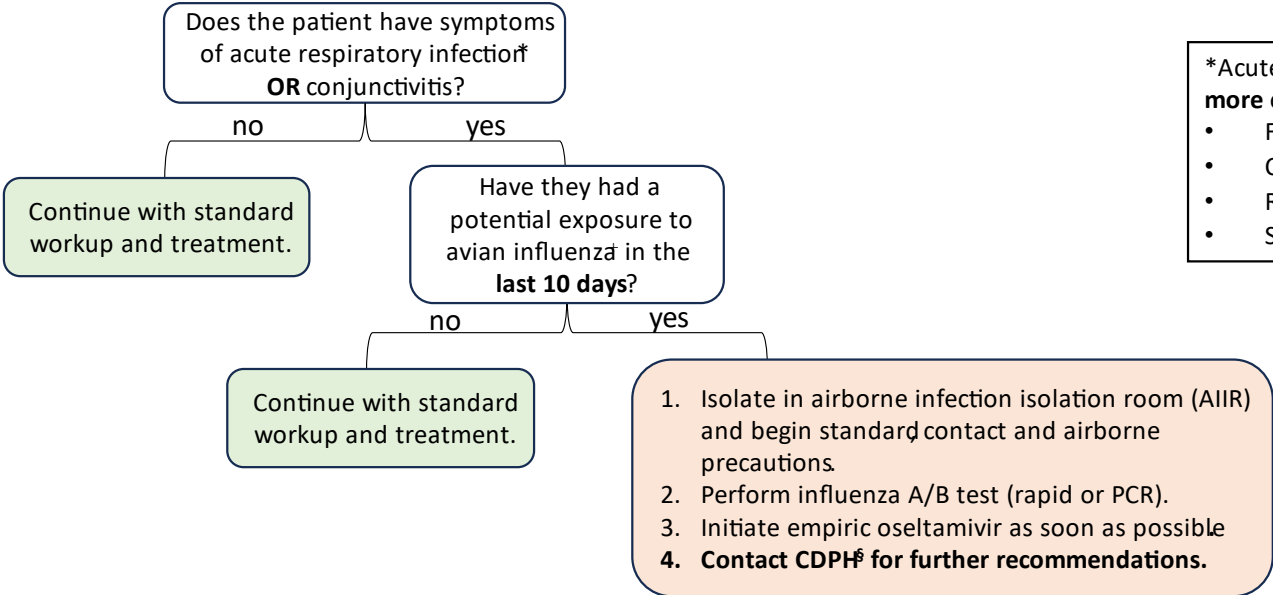 Does the patient have symptoms
of acute respiratory infection*
OR conjunctivitis?
no
yes
*Acute
more
•
•
•
•
Continue with standard
workup and treatment.
Have they had a
potential exposure to
avian influenza in the
last 10 days?
no
yes
Continue with standard
workup and treatment.
1. Isolate in airborne infection isolation room (AIIR)
and begin standard, contact and airborne
precautions.
2. Perform influenza A/B test (rapid or PCR).
3. Initiate empiric oseltamivir as soon as possible.
4. Contact CDPH§ for further recommendations.